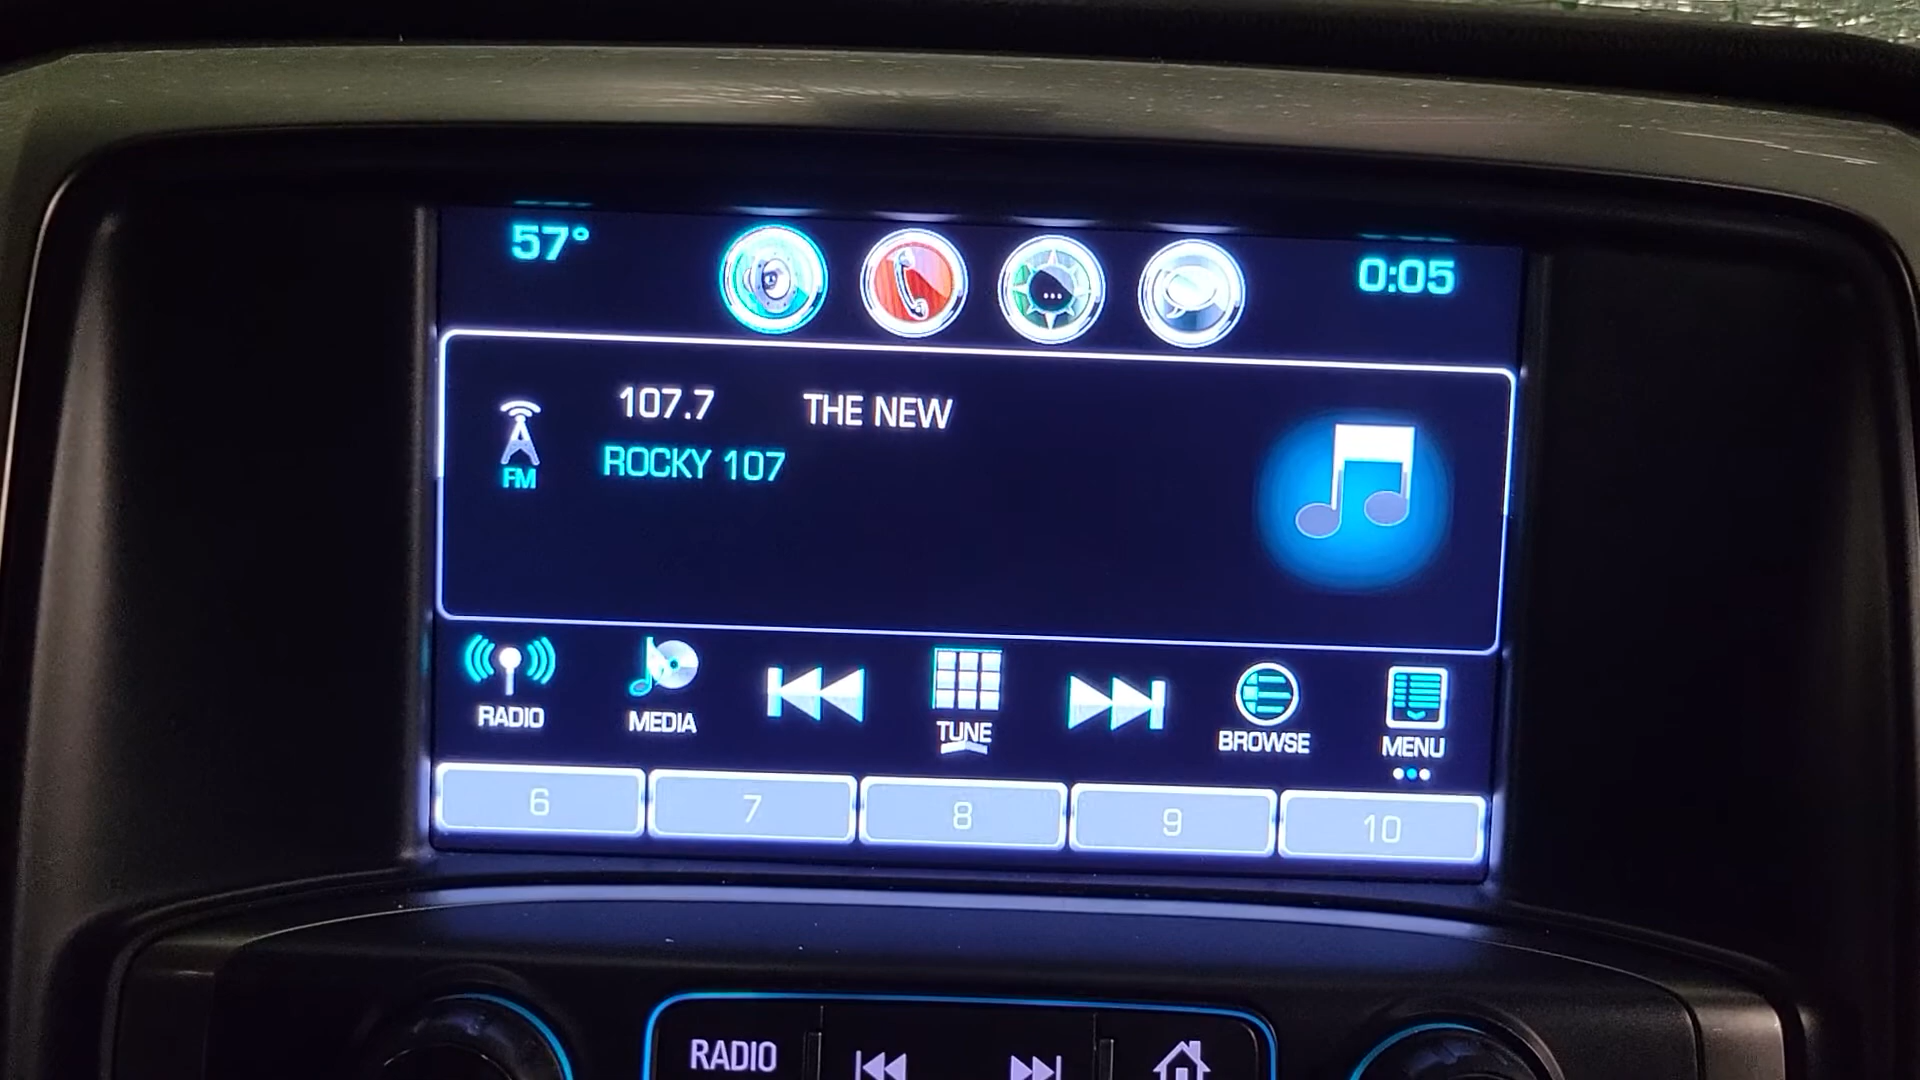 57°
0:05
107.7 THE NEW
ROCKY 107
FM
RADIO
MEDIA
TUNE
BROWSE
MENU
6
7
8
9
10
RADIO